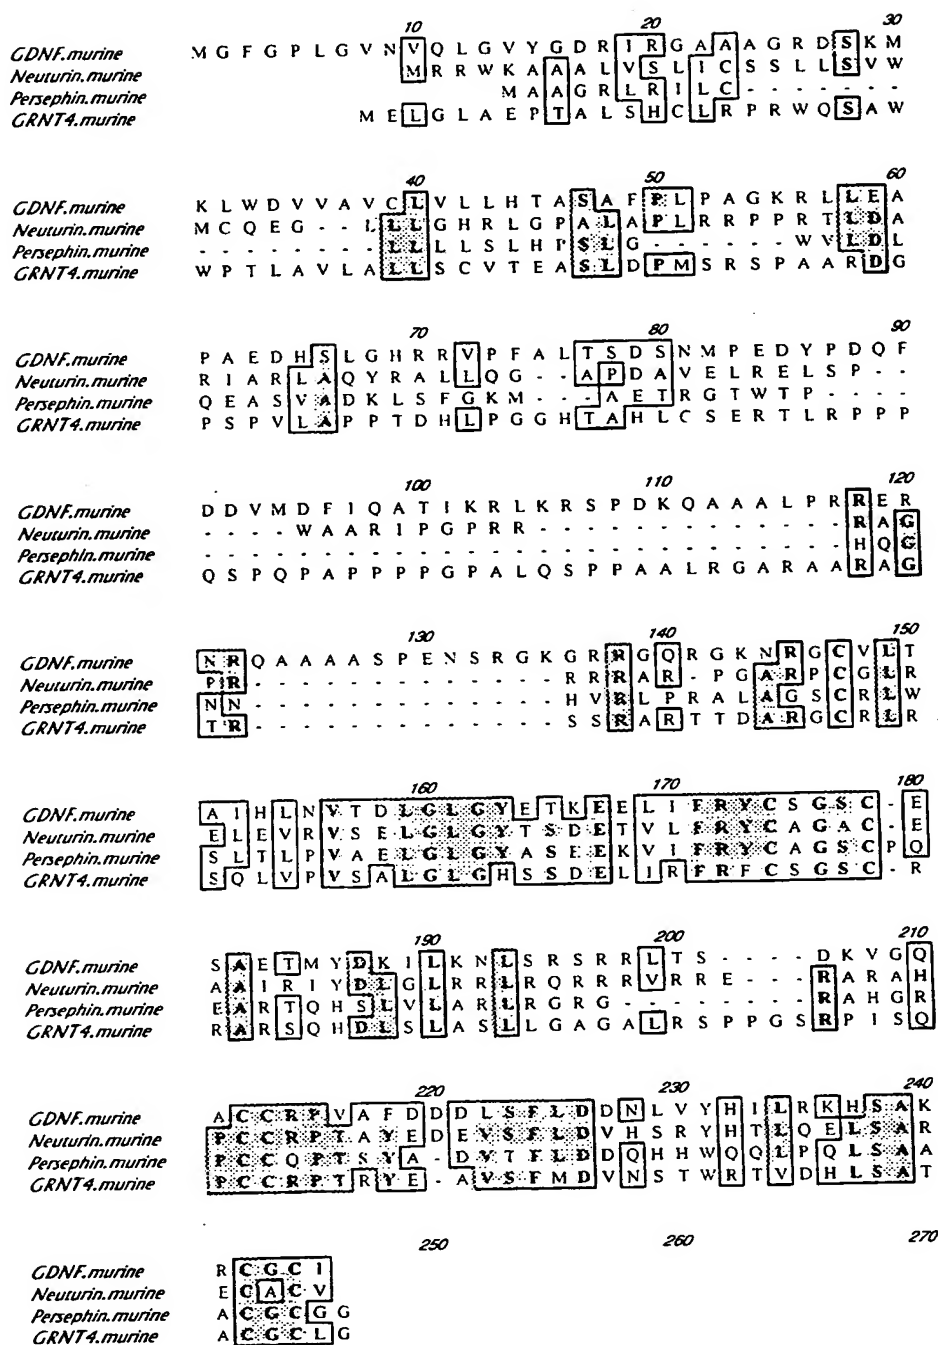 10 20 30
GDNF.murine M G F G P L G V N V Q L G V Y G D R I R G A A A G R D S K M
Neuturin.murine M R R W K A A A L V S L I C S S L L S V W
Persephin.murine M A A G R L R I L C - - - - - - -
GRNT4.murine M E L G L A E P T A L S H C L R P R W Q S A W
40 50 60
GDNF.murine K L W D V V A V C L V L L H T A S A F P L P A G K R L L E A
Neuturin.murine M C Q E G - - L L L G H R L G P A L A P L R R P P R T L D A
Persephin.murine L L L L S L H P S L G - - - - - - W V L D L
GRNT4.murine W P T L A V L A L L S C V T E A S L D P M S R S P A A R D G
70 80 90
GDNF.murine P A E D H S L G H R R V P F A L T S D S N M P E D Y P D Q F
Neuturin.murine R I A R L A Q Y R A L L Q G - - A P D A V E L R E L S P - -
Persephin.murine Q E A S V A D K L S F G K M - - - A E T R G T W T P - - - -
GRNT4.murine P S P V L A P P T D H L P G G H T A H L C S E R T L R P P P
100 110 120
GDNF.murine D D V M D F I Q A T I K R L K R S P D K Q A A A L P R R E R
Neuturin.murine - - - - W A A R I P G P R R - - - - - - - - - - - - - R A G
Persephin.murine - - - - - - - - - - - - - - - - - - - - - - - - - - - H Q G
GRNT4.murine Q S P Q P A P P P P G P A L Q S P P A A L R G A R A A R A G
130 140 150
GDNF.murine N R Q A A A A S P E N S R G K G R R G Q R G K N R G C V L T
Neuturin.murine P R - - - - - - - - - - - - - R R R A R - P G A R P C G L R
Persephin.murine N N - - - - - - - - - - - - - H V R L P R A L A G S C R L W
GRNT4.murine T R - - - - - - - - - - - - - S S R A R T T D A R G C R L R
160 170 180
GDNF.murine A I H L N V T D L G L G Y E T K E E L I F R Y C S G S C - E
Neuturin.murine E L E V R V S E L G L G Y T S D E T V L F R Y C A G A C - E
Persephin.murine S L T L P V A E L G L G Y A S E E K V I F R Y C A G S C P Q
GRNT4.murine S Q L V P V S A L G L G H S S D E L I R F R F C S G S C - R
190 200 210
GDNF.murine S A E T M Y D K I L K N L S R S R R L T S - - - - D K V G Q
Neuturin.murine A A I R I Y D L G L R R L R Q R R R V R R E - - - R A R A H
Persephin.murine E A R T Q H S L V L A R L R G R G - - - - - - - - R A H G R
GRNT4.murine R A R S Q H D L S L A S L L G A G A L R S P P G S R P I S Q
220 230 240
GDNF.murine A C C R P V A F D D D L S F L D D N L V Y H I L R K H S A K
Neuturin.murine P C C R P T A Y E D E V S F L D V H S R Y H T L Q E L S A R
Persephin.murine P C C Q P T S Y A - D V T F L D D Q H H W Q Q L P Q L S A A
GRNT4.murine P C C R P T R Y E - A V S F M D V N S T W R T V D H L S A T
250 260 270
GDNF.murine R C G C I
Neuturin.murine E C A C V
Persephin.murine A C G C G G
GRNT4.murine A C G C L G